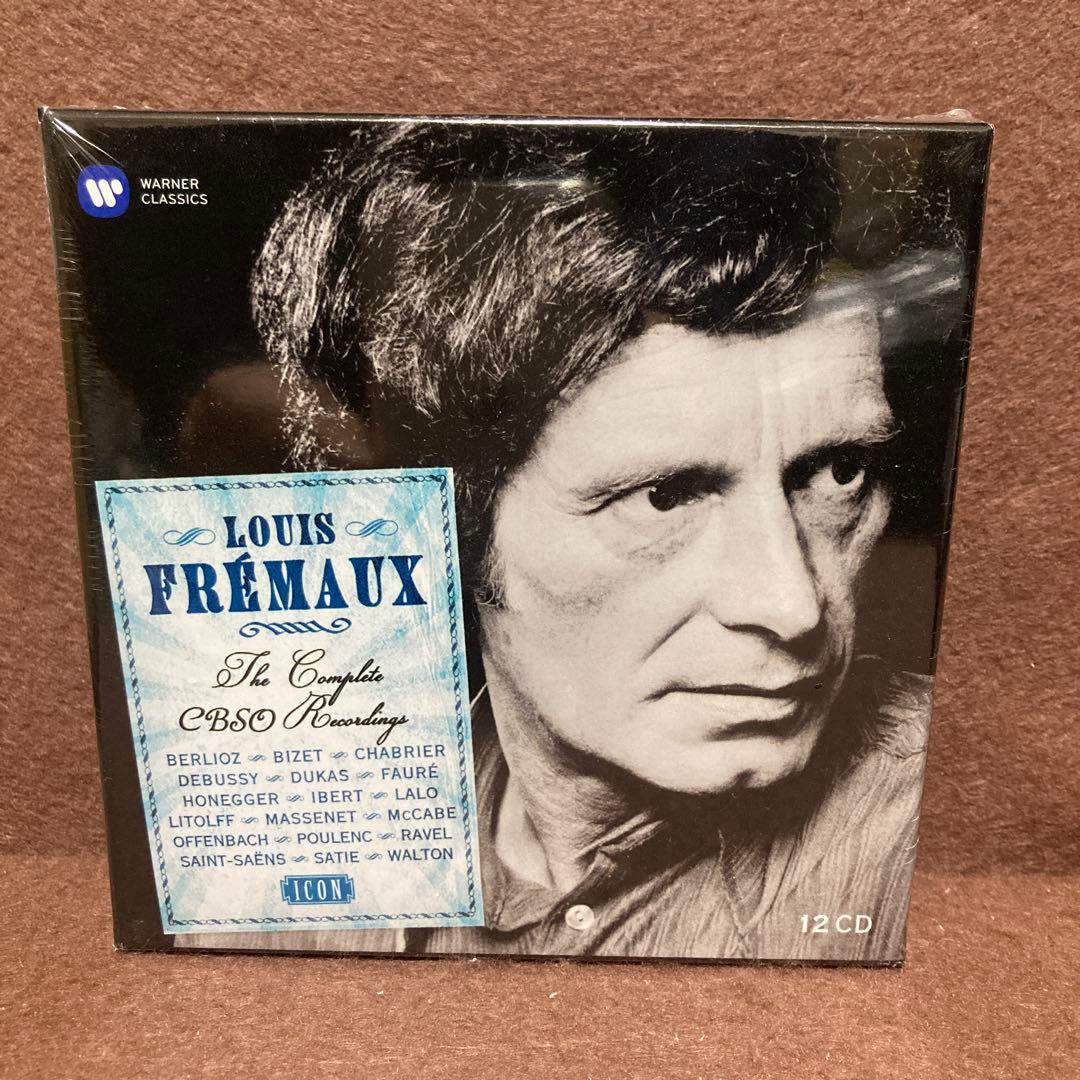 WARNER
CLASSICS
LOUIS
FRÉMAUX
The Complete
CBSO Recordings
BERLIOZ ~ BIZET ~ CHABRIER
DEBUSSY ~ DUKAS ~ FAURÉ
HONEGGER ~ IBERT ~ LALO
LITOLFF ~ MASSENET ~ McCABE
OFFENBACH ~ POULENC ~ RAVEL
SAINT-SAËNS ~ SATIE ~ WALTON
ICON
12 CD